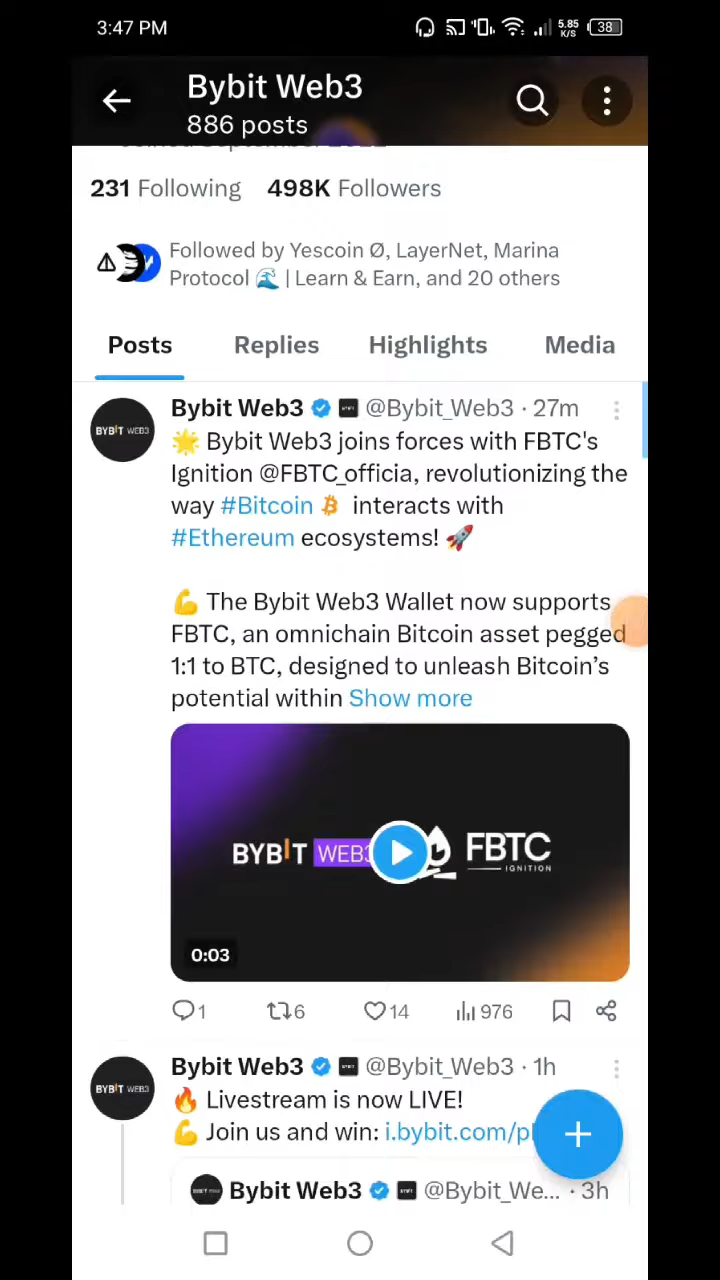 3:47 PM
5.85 K/S
38
Bybit Web3
886 posts
231 Following 498K Followers
Followed by Yescoin Ø, LayerNet, Marina
Protocol 🌊 | Learn & Earn, and 20 others
Posts Replies Highlights Media
Bybit Web3 @Bybit_Web3 · 27m
BYBIT WEB3
🌟 Bybit Web3 joins forces with FBTC's
Ignition @FBTC_officia, revolutionizing the
way #Bitcoin interacts with
#Ethereum ecosystems! 🚀
💪 The Bybit Web3 Wallet now supports
FBTC, an omnichain Bitcoin asset pegged
1:1 to BTC, designed to unleash Bitcoin’s
potential within Show more
BYBIT WEB3 FBTC
IGNITION
0:03
1 6 14 976
Bybit Web3 @Bybit_Web3 · 1h
BYBIT WEB3
🔥 Livestream is now LIVE!
💪 Join us and win: i.bybit.com/p
Bybit Web3 @Bybit_We... · 3h